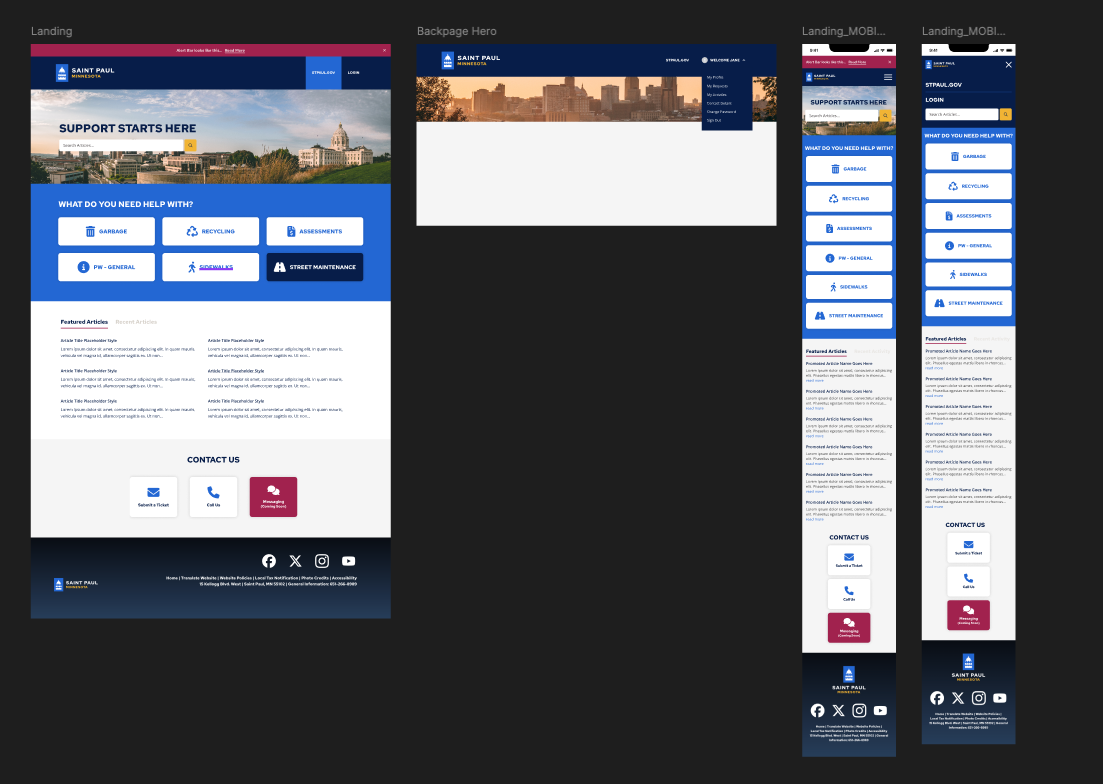 Landing
Alert Bar looks like this... Read More
SAINT PAUL
MINNESOTA
STPAUL.GOV
LOGIN
SUPPORT STARTS HERE
Search Articles...
WHAT DO YOU NEED HELP WITH?
GARBAGE
RECYCLING
ASSESSMENTS
PW - GENERAL
SIDEWALKS
STREET MAINTENANCE
Featured Articles
Recent Articles
Article Title Placeholder Style
Article Title Placeholder Style
Lorem ipsum dolor sit amet, consectetur adipiscing elit. In quam mauris,
vel velit magna id, ullamcorper sagittis ex. Ut non...
Lorem ipsum dolor sit amet, consectetur adipiscing elit. In quam mauris,
vel velit magna id, ullamcorper sagittis ex. Ut non...
Article Title Placeholder Style
Article Title Placeholder Style
Lorem ipsum dolor sit amet, consectetur adipiscing elit. In quam mauris,
vel velit magna id, ullamcorper sagittis ex. Ut non...
Lorem ipsum dolor sit amet, consectetur adipiscing elit. In quam mauris,
vel velit magna id, ullamcorper sagittis ex. Ut non...
Article Title Placeholder Style
Article Title Placeholder Style
Lorem ipsum dolor sit amet, consectetur adipiscing elit. In quam mauris,
vel velit magna id, ullamcorper sagittis ex. Ut non...
Lorem ipsum dolor sit amet, consectetur adipiscing elit. In quam mauris,
vel velit magna id, ullamcorper sagittis ex. Ut non...
CONTACT US
Submit a Ticket
Call Us
Messaging
(Coming Soon)
SAINT PAUL
MINNESOTA
Home | Translate Website | Website Policies | Local Tax Notification | Photo Credits | Accessibility
15 Kellogg Blvd. West | Saint Paul, MN 55102 | General Information: 651-266-8989
Backpage Hero
SAINT PAUL
MINNESOTA
STPAUL.GOV
WELCOME JANE
My Profile
My Requests
My Activities
Contact Details
Change Password
Sign Out
Landing_MOBI...
9:41
Alert Bar looks like this... Read More
SAINT PAUL
MINNESOTA
SUPPORT STARTS HERE
Search Articles...
WHAT DO YOU NEED HELP WITH?
GARBAGE
RECYCLING
ASSESSMENTS
PW - GENERAL
SIDEWALKS
STREET MAINTENANCE
Featured Articles
Promoted Article Name Goes Here
Lorem ipsum dolor sit amet, consectetur adipiscing
elit. Phasellus egestas mattis libero in rhoncus...
read more
Promoted Article Name Goes Here
Lorem ipsum dolor sit amet, consectetur adipiscing
elit. Phasellus egestas mattis libero in rhoncus...
read more
Promoted Article Name Goes Here
Lorem ipsum dolor sit amet, consectetur adipiscing
elit. Phasellus egestas mattis libero in rhoncus...
read more
Promoted Article Name Goes Here
Lorem ipsum dolor sit amet, consectetur adipiscing
elit. Phasellus egestas mattis libero in rhoncus...
read more
Promoted Article Name Goes Here
Lorem ipsum dolor sit amet, consectetur adipiscing
elit. Phasellus egestas mattis libero in rhoncus...
read more
Promoted Article Name Goes Here
Lorem ipsum dolor sit amet, consectetur adipiscing
elit. Phasellus egestas mattis libero in rhoncus...
read more
CONTACT US
Submit a Ticket
Call Us
Messaging
(Coming Soon)
SAINT PAUL
MINNESOTA
Home | Translate Website | Website Policies |
Local Tax Notification | Photo Credits | Accessibility
15 Kellogg Blvd. West | Saint Paul, MN 55102 | General
Information: 651-266-8989
Landing_MOBI...
9:41
SAINT PAUL
MINNESOTA
STPAUL.GOV
LOGIN
Search Articles...
WHAT DO YOU NEED HELP WITH?
GARBAGE
RECYCLING
ASSESSMENTS
PW - GENERAL
SIDEWALKS
STREET MAINTENANCE
Featured Articles
Promoted Article Name Goes Here
Lorem ipsum dolor sit amet, consectetur adipiscing
elit. Phasellus egestas mattis libero in rhoncus...
read more
Promoted Article Name Goes Here
Lorem ipsum dolor sit amet, consectetur adipiscing
elit. Phasellus egestas mattis libero in rhoncus...
read more
Promoted Article Name Goes Here
Lorem ipsum dolor sit amet, consectetur adipiscing
elit. Phasellus egestas mattis libero in rhoncus...
read more
Promoted Article Name Goes Here
Lorem ipsum dolor sit amet, consectetur adipiscing
elit. Phasellus egestas mattis libero in rhoncus...
read more
Promoted Article Name Goes Here
Lorem ipsum dolor sit amet, consectetur adipiscing
elit. Phasellus egestas mattis libero in rhoncus...
read more
Promoted Article Name Goes Here
Lorem ipsum dolor sit amet, consectetur adipiscing
elit. Phasellus egestas mattis libero in rhoncus...
read more
CONTACT US
Submit a Ticket
Call Us
Messaging
(Coming Soon)
SAINT PAUL
MINNESOTA
Home | Translate Website | Website Policies |
Local Tax Notification | Photo Credits | Accessibility
15 Kellogg Blvd. West | Saint Paul, MN 55102 | General
Information: 651-266-8989